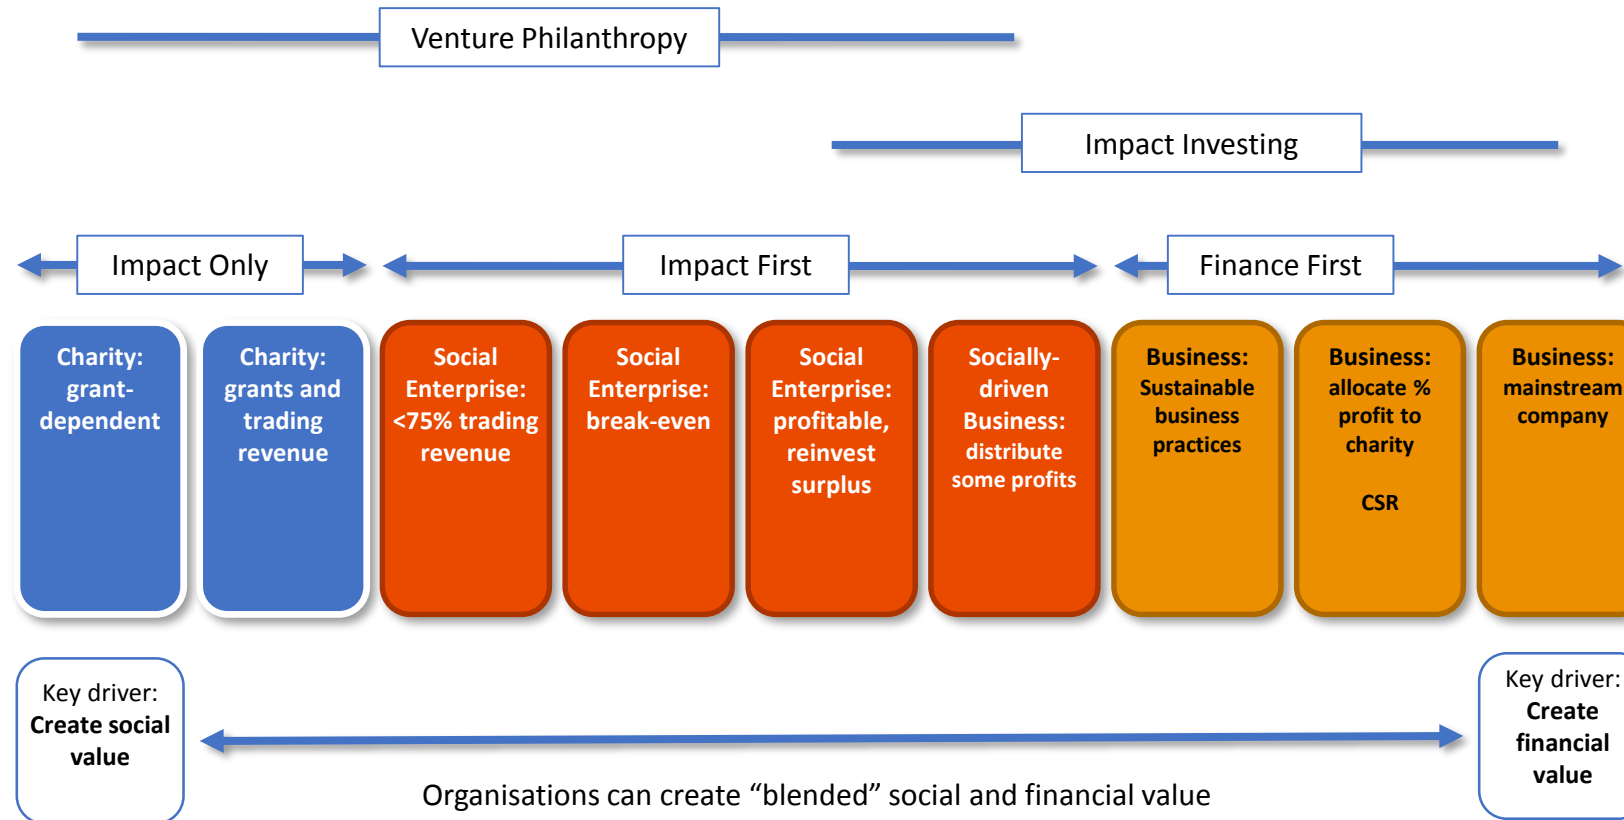 Venture Philanthropy
Impact Investing
Impact Only
Impact First
Finance First
Charity:
grant-
dependent
Charity:
grants and
trading
revenue
Social
Enterprise:
<75% trading
revenue
Social
Enterprise:
break-even
Social
Enterprise:
profitable,
reinvest
surplus
Socially-
driven
Business:
distribute
some profits
Business:
Sustainable
business
practices
Business:
allocate %
profit to
charity
CSR
Business:
mainstream
company
Key driver:
Create social
value
Key driver:
Create
financial
value
Organisations can create “blended” social and financial value